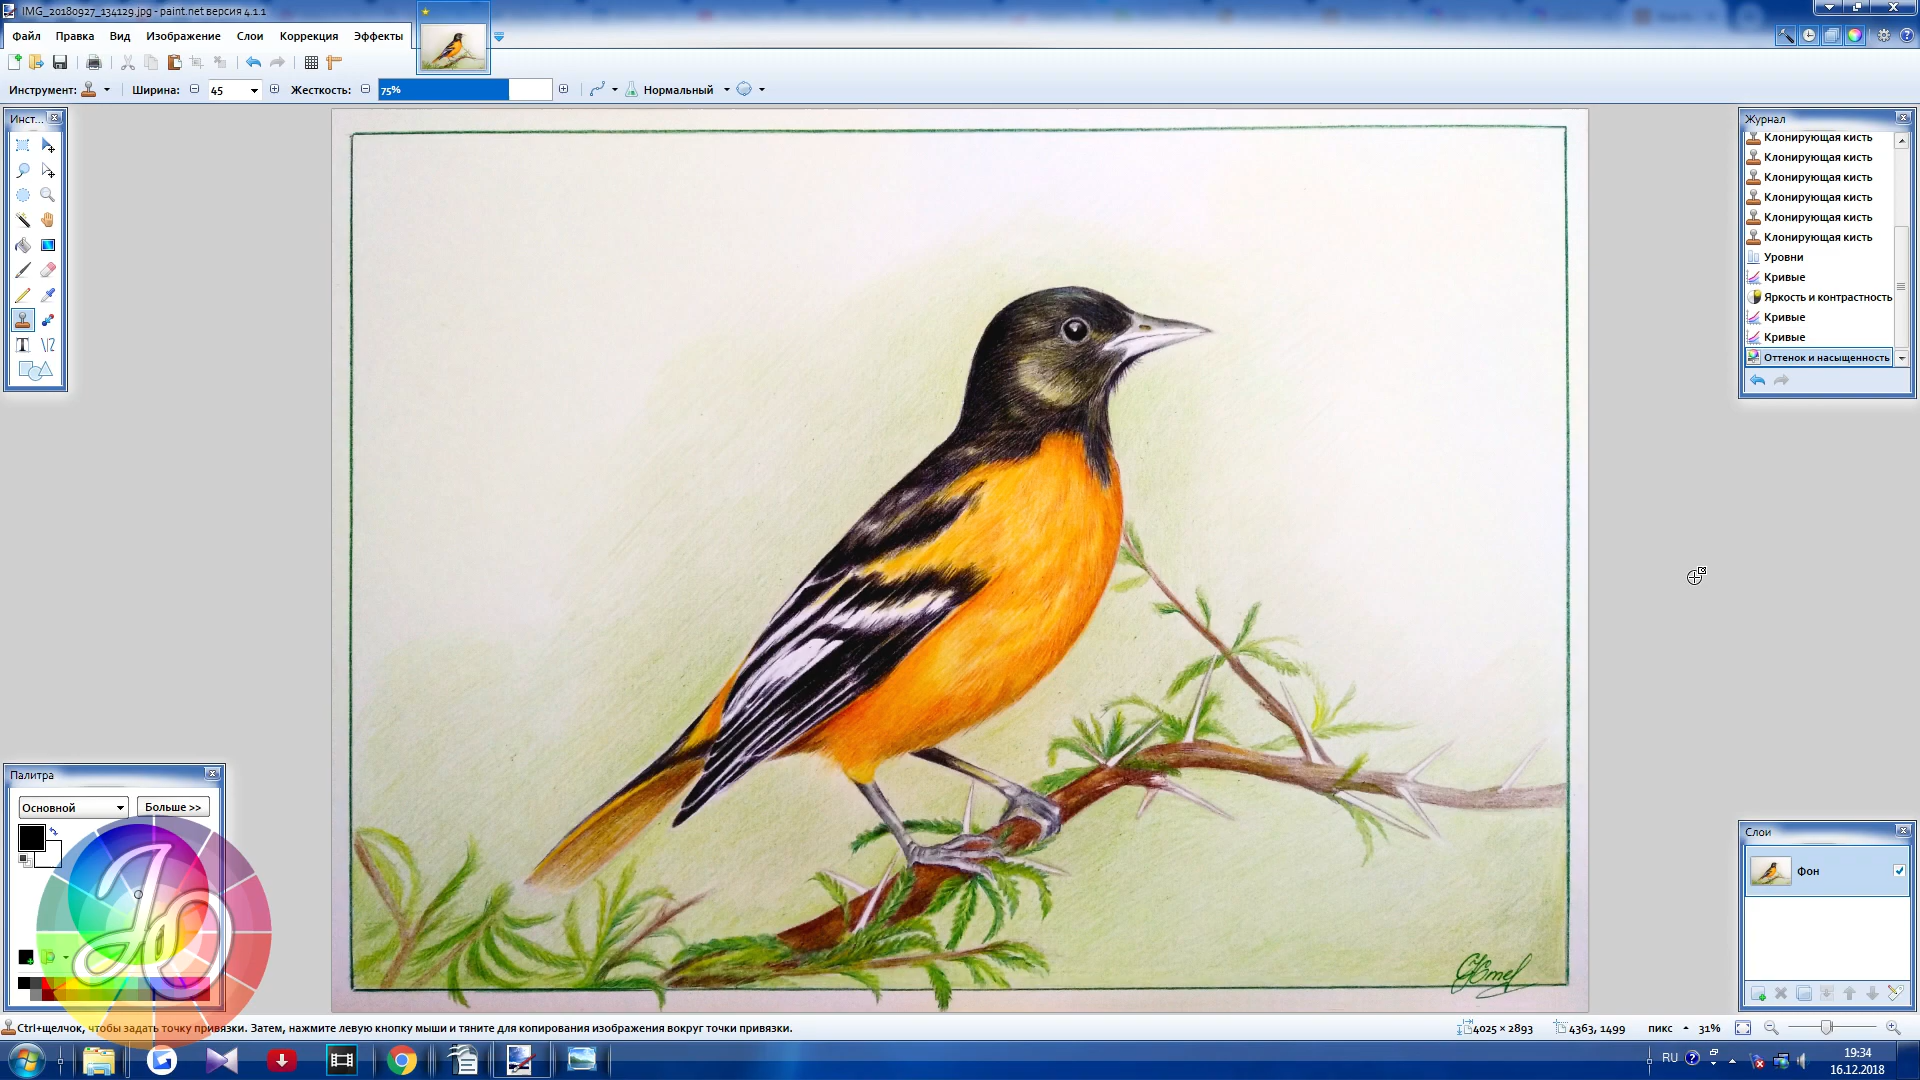 IMG_20180927_134129.jpg - paint.net версия 4.1.1
Файл Правка Вид Изображение Слои Коррекция Эффекты
Инструмент: Ширина: 45 Жесткость: 75% Нормальный
Инст...
Журнал
Клонирующая кисть
Клонирующая кисть
Клонирующая кисть
Клонирующая кисть
Клонирующая кисть
Клонирующая кисть
Уровни
Кривые
Яркость и контрастность
Кривые
Кривые
Оттенок и насыщенность
Палитра
Основной Больше >>
Слои
Фон
Ctrl+щелчок, чтобы задать точку привязки. Затем, нажмите левую кнопку мыши и тяните для копирования изображения вокруг точки привязки.
4025 × 2893 4363, 1499 пикс 31%
RU 19:34
16.12.2018